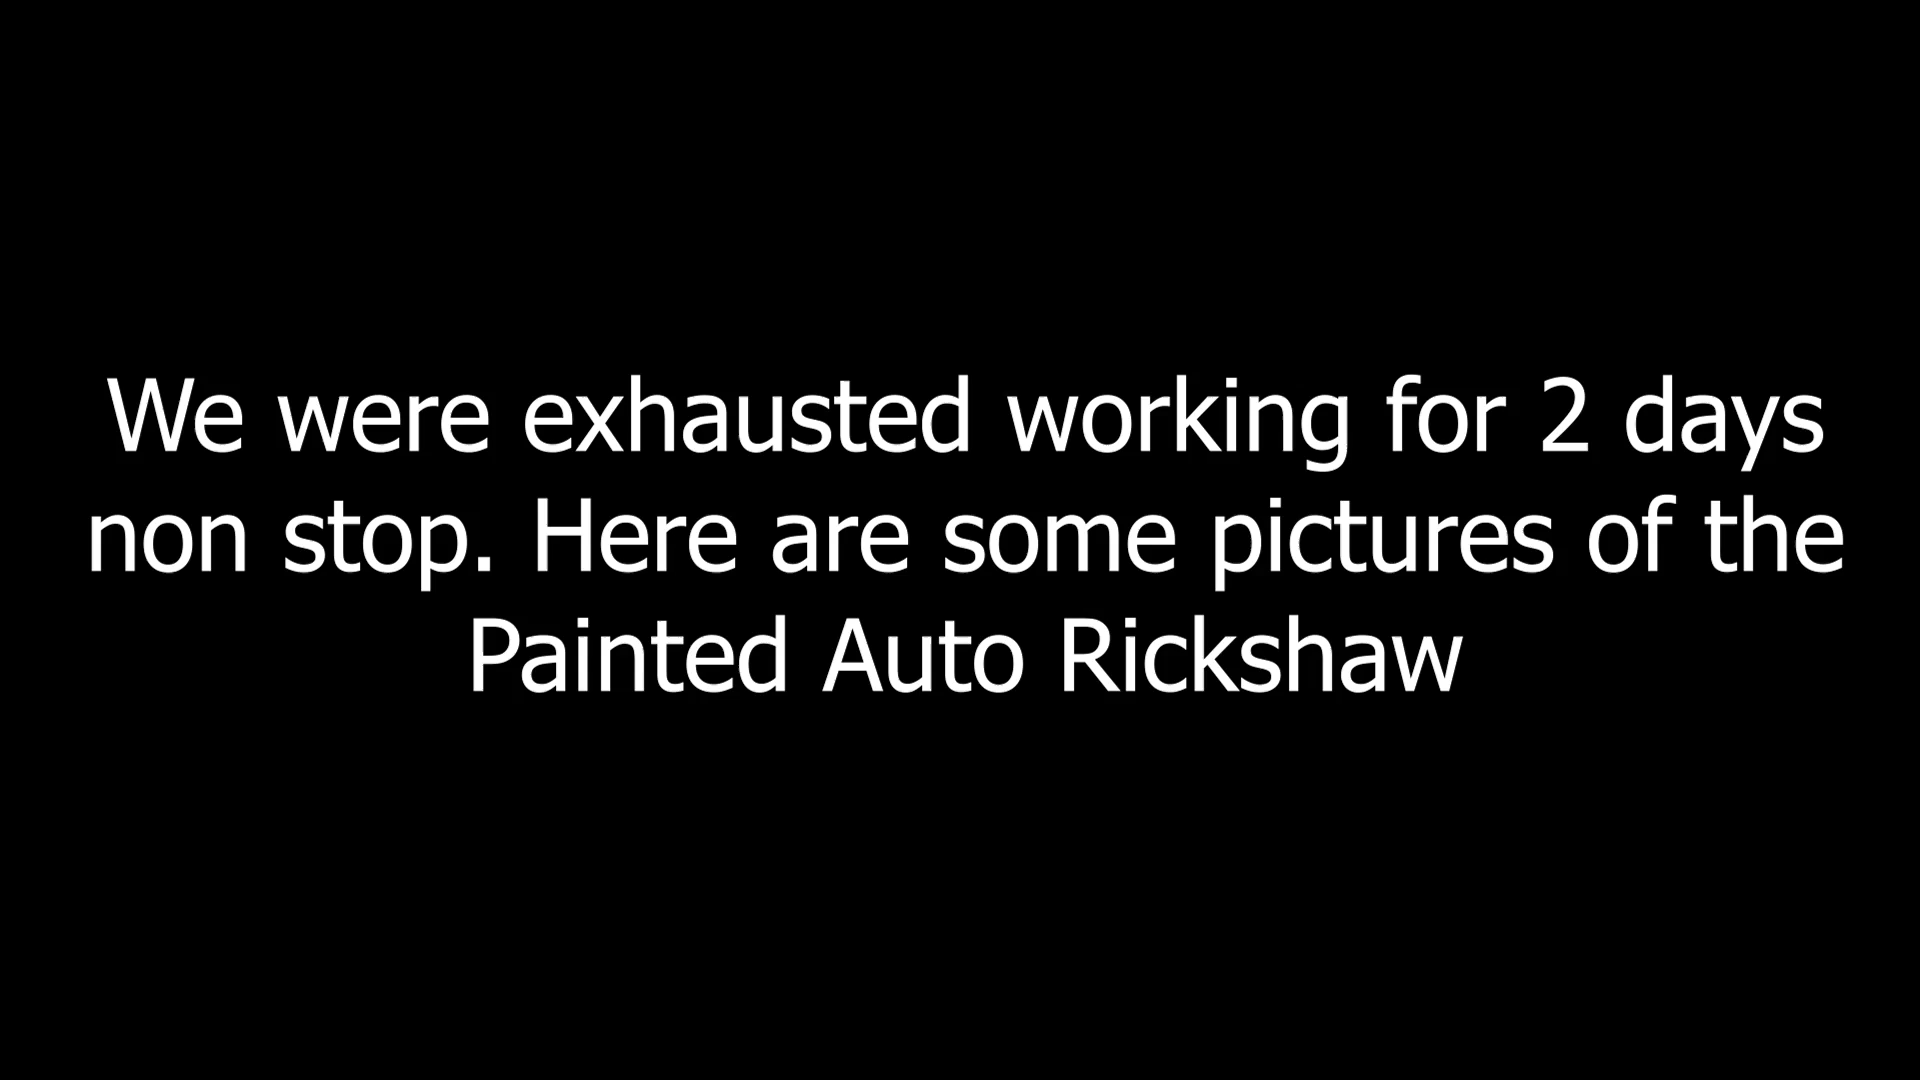 We were exhausted working for 2 days
non stop. Here are some pictures of the
Painted Auto Rickshaw